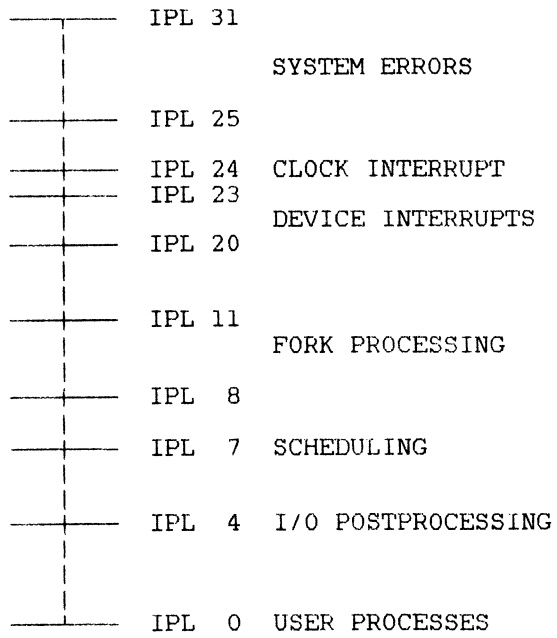 IPL 31
SYSTEM ERRORS
IPL 25
IPL 24 CLOCK INTERRUPT
IPL 23
DEVICE INTERRUPTS
IPL 20
IPL 11
FORK PROCESSING
IPL 8
IPL 7 SCHEDULING
IPL 4 I/O POSTPROCESSING
IPL 0 USER PROCESSES